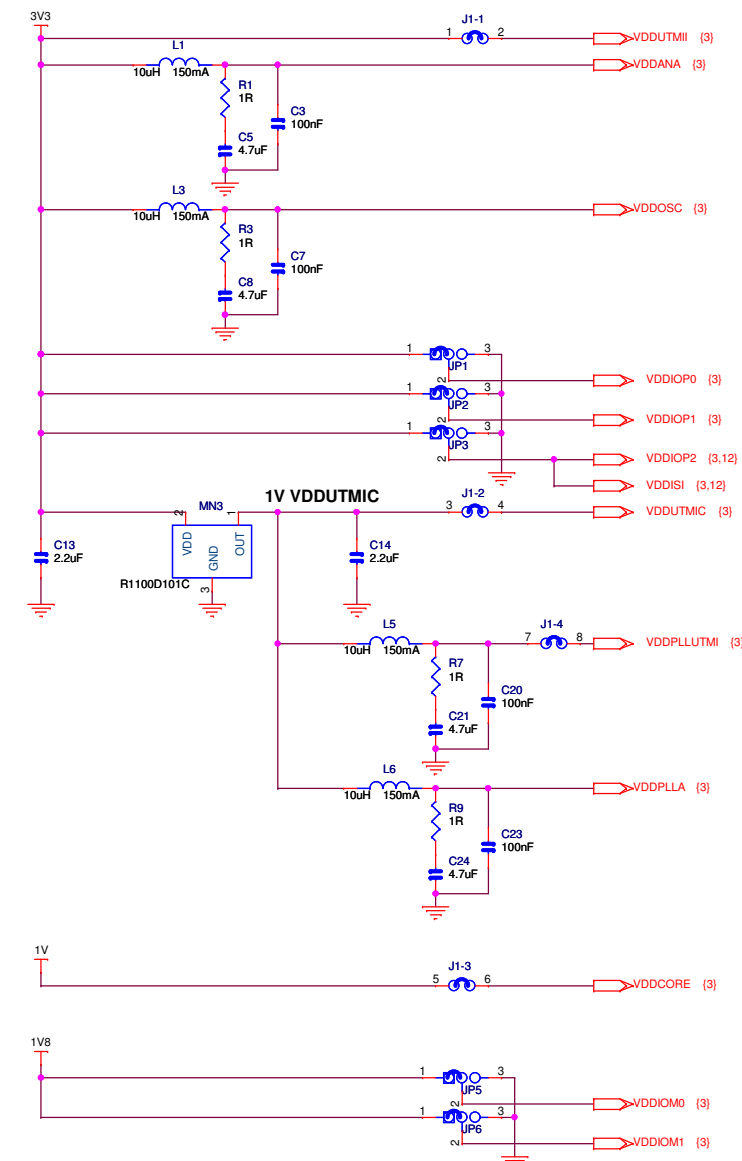 3V3
J1-1
1 2 VDDUTMII {3}
L1
10uH 150mA VDDANA {3}
R1
1R
C3
100nF
C5
4.7uF
L3
10uH 150mA VDDOSC {3}
R3
1R
C7
100nF
C8
4.7uF
1 3
JP1
2 VDDIOP0 {3}
1 3
JP2
2 VDDIOP1 {3}
1 3
JP3
2 VDDIOP2 {3,12}
VDDISI {3,12}
1V VDDUTMIC
J1-2
3 4 VDDUTMIC {3}
MN3
2 1
VDD GND OUT
3
R1100D101C
C13
2.2uF
C14
2.2uF
L5
10uH 150mA
J1-4
7 8 VDDPLLUTMI {3}
R7
1R
C20
100nF
C21
4.7uF
L6
10uH 150mA VDDPLLA {3}
R9
1R
C23
100nF
C24
4.7uF
1V
J1-3
5 6 VDDCORE {3}
1V8
1 3
JP5
2 VDDIOM0 {3}
1 3
JP6
2 VDDIOM1 {3}